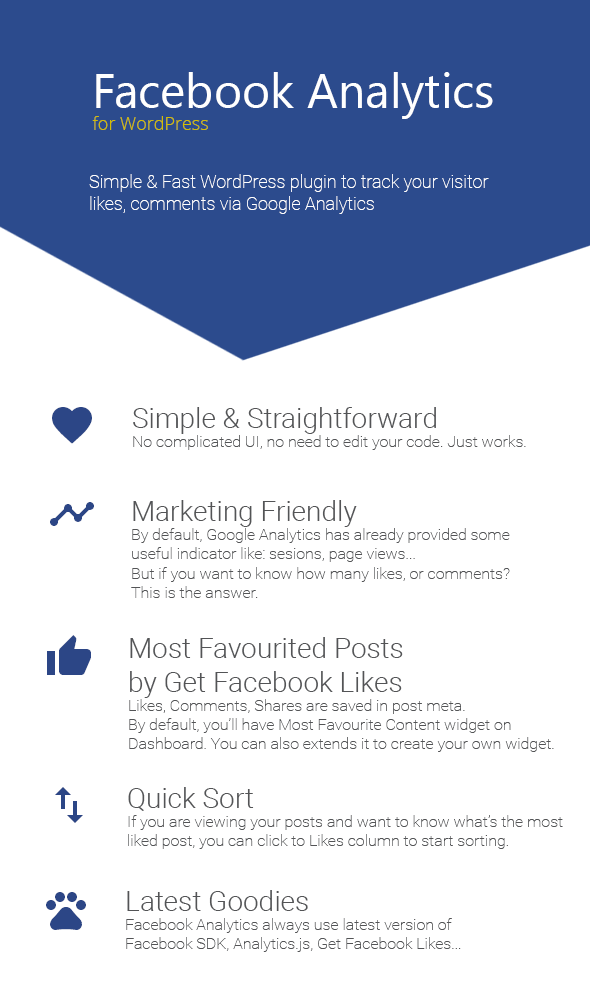 Facebook Analytics
for WordPress
Simple & Fast WordPress plugin to track your visitor
likes, comments via Google Analytics
Simple & Straightforward
No complicated UI, no need to edit your code. Just works.
Marketing Friendly
By default, Google Analytics has already provided some
useful indicator like: sesions, page views...
But if you want to know how many likes, or comments?
This is the answer.
Most Favourited Posts
by Get Facebook Likes
Likes, Comments, Shares are saved in post meta.
By default, you’ll have Most Favourite Content widget on
Dashboard. You can also extends it to create your own widget.
Quick Sort
If you are viewing your posts and want to know what’s the most
liked post, you can click to Likes column to start sorting.
Latest Goodies
Facebook Analytics always use latest version of
Facebook SDK, Analytics.js, Get Facebook Likes...